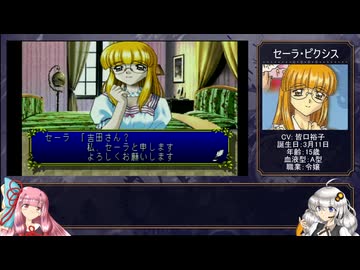 セーラ 「吉田さん?
私、セーラと申します
よろしくお願いします
セーラ・ピクシス
CV: 皆口裕子
誕生日:3月11日
年齢:15歳
血液型:A型
職業:令嬢